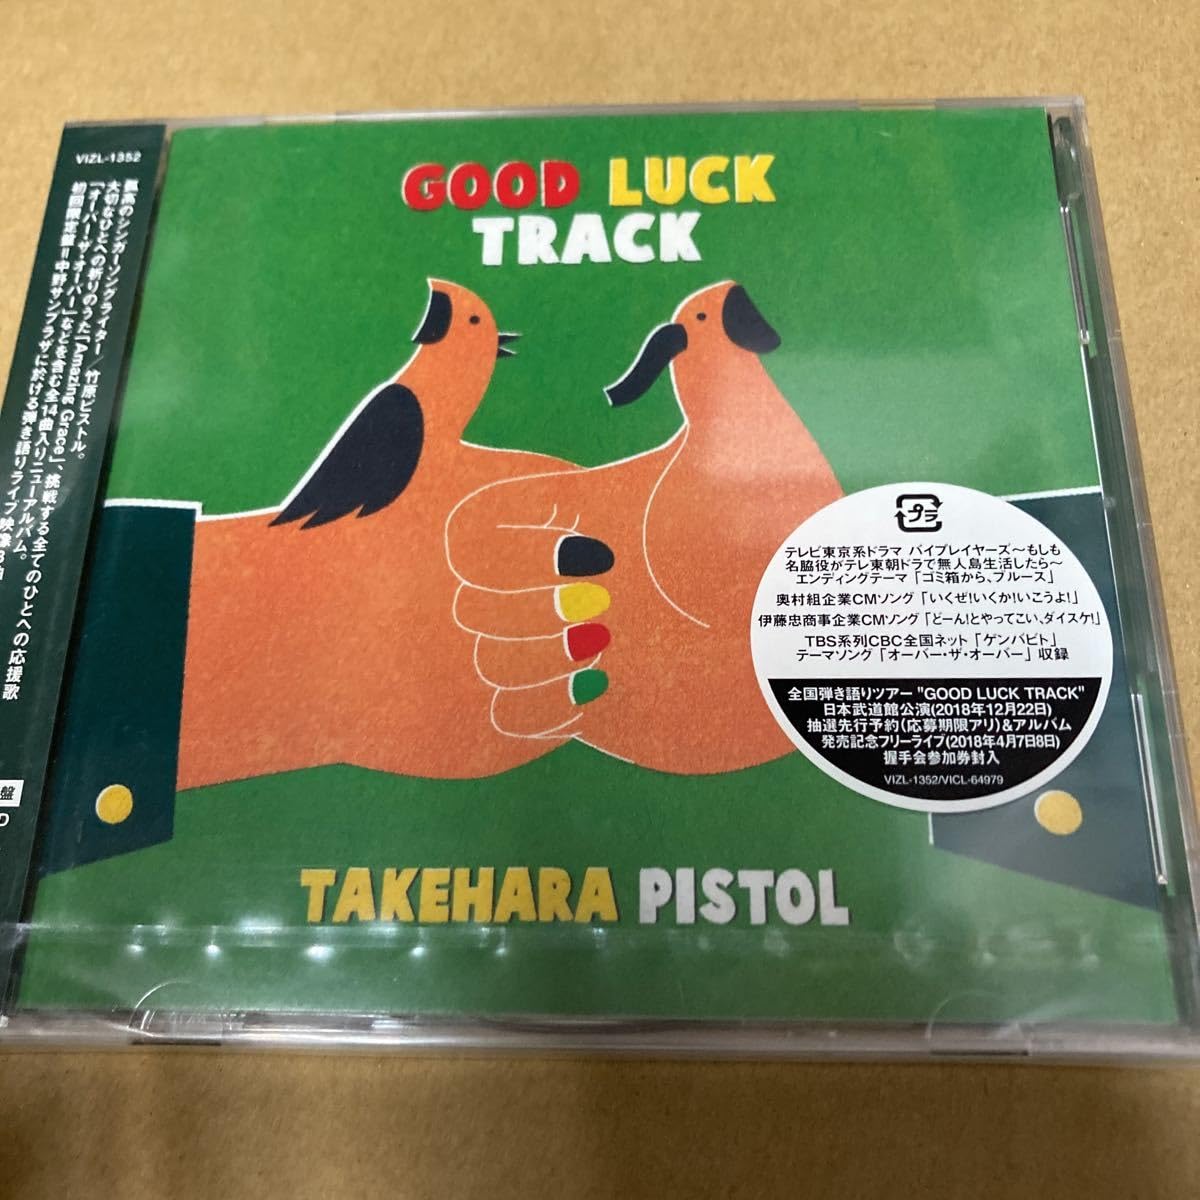 VIZL-1352
孤高のシンガーソングライター/竹原ピストル。
大切なひとへの祈りのうた「Amazing Grace」、挑戦する全てのひとへの応援歌
「オーバー・ザ・オーバー」などを含む全14曲入りニューアルバム。
初回限定盤=中野サンプラザに於ける弾き語りライブ映像
盤
D
GOOD LUCK
TRACK
プラ
テレビ東京系ドラマ バイプレイヤーズ〜もしも
名脇役がテレ東朝ドラで無人島生活したら〜
エンディングテーマ「ゴミ箱から、ブルース」
奥村組企業CMソング「いくぜ!いくか!いこうよ!」
伊藤忠商事企業CMソング「どーん!とやってこい、ダイスケ!」
TBS系列CBC全国ネット「ゲンバビト」
テーマソング「オーバー・ザ・オーバー」収録
全国弾き語りツアー "GOOD LUCK TRACK"
日本武道館公演(2018年12月22日)
抽選先行予約(応募期限アリ)&アルバム
発売記念フリーライブ(2018年4月7日8日)
握手会参加券封入
VIZL-1352/VICL-64979
TAKEHARA PISTOL